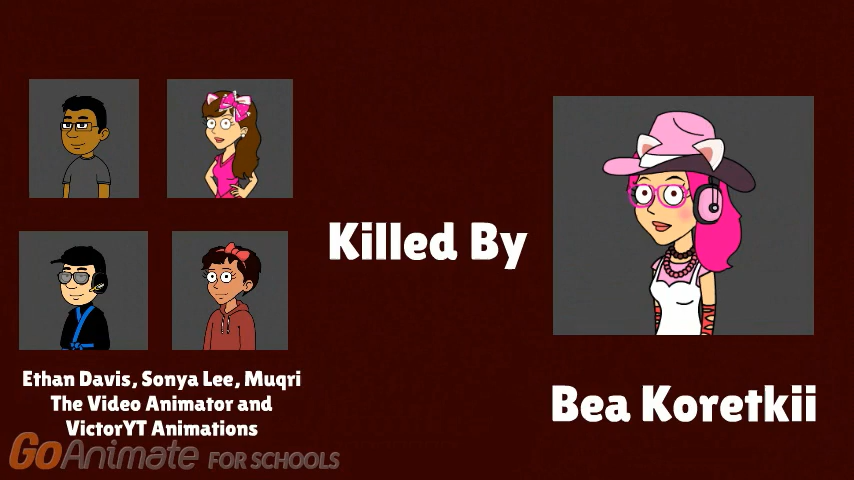 Killed By
Ethan Davis, Sonya Lee, Muqri
The Video Animator and
VictorYT Animations
Bea Koretkii
GoAnimate FOR SCHOOLS